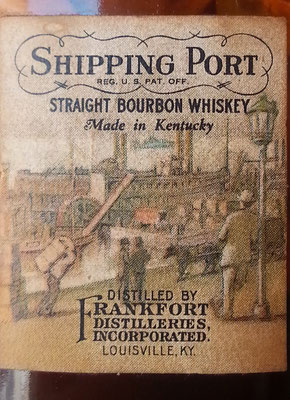 SHIPPING PORT
REG. U. S. PAT. OFF.
STRAIGHT BOURBON WHISKEY
Made in Kentucky
DISTILLED BY
FRANKFORT
DISTILLERIES,
INCORPORATED.
LOUISVILLE, KY.